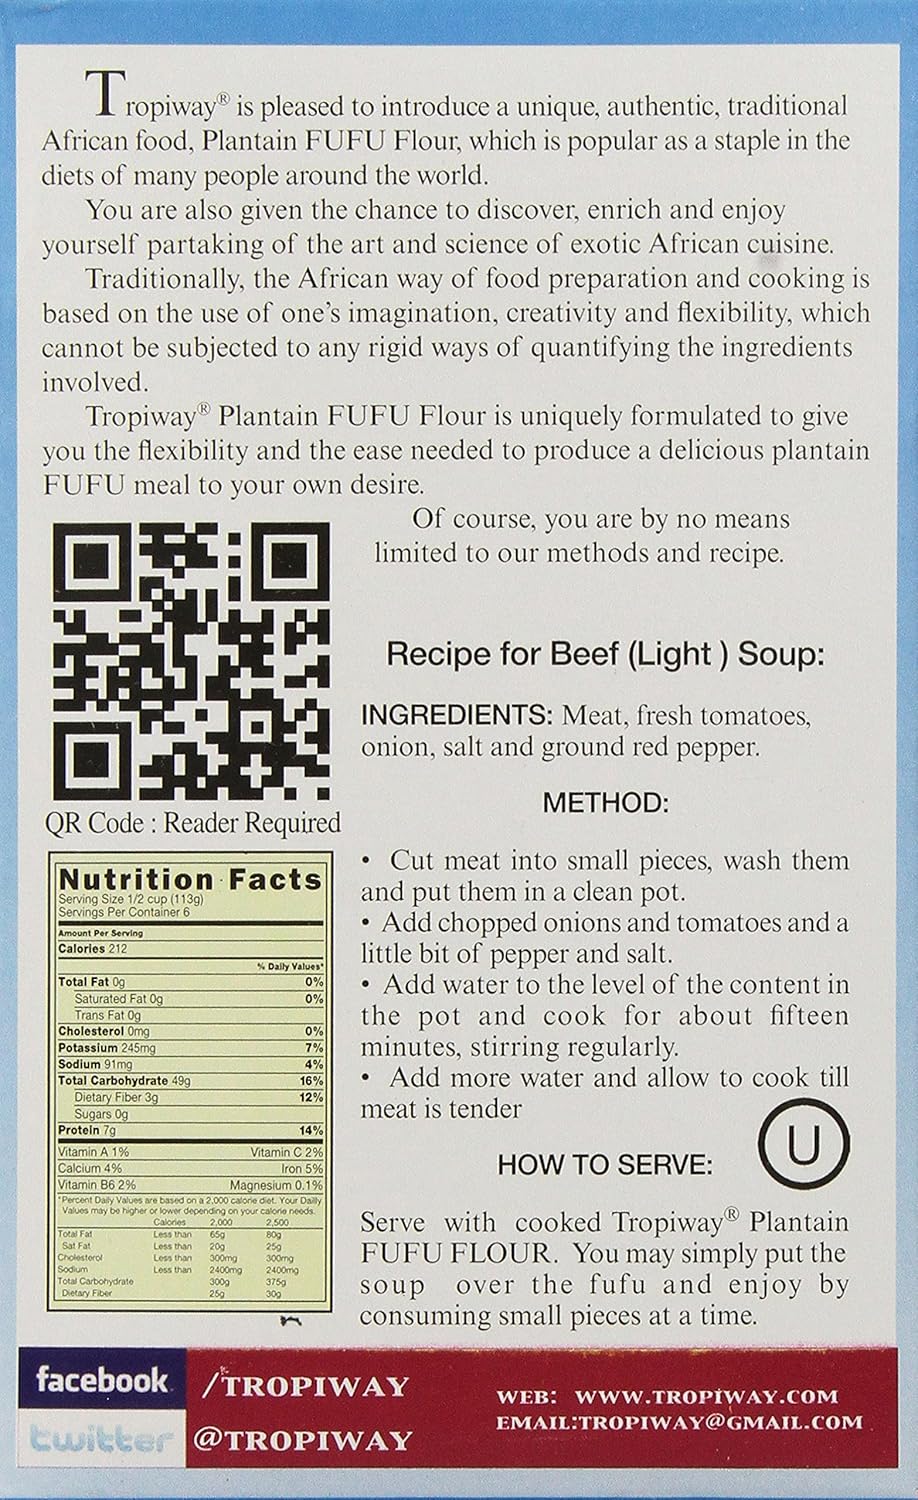 Tropiway® is pleased to introduce a unique, authentic, traditional
African food, Plantain FUFU Flour, which is popular as a staple in the
diets of many people around the world.
You are also given the chance to discover, enrich and enjoy
yourself partaking of the art and science of exotic African cuisine.
Traditionally, the African way of food preparation and cooking is
based on the use of one's imagination, creativity and flexibility, which
cannot be subjected to any rigid ways of quantifying the ingredients
involved.
Tropiway® Plantain FUFU Flour is uniquely formulated to give
you the flexibility and the ease needed to produce a delicious plantain
FUFU meal to your own desire.
Of course, you are by no means
limited to our methods and recipe.
QR Code : Reader Required
Nutrition Facts
Serving Size 1/2 cup (113g)
Servings Per Container 6
Amount Per Serving
Calories 212
% Daily Values*
Total Fat 0g 0%
Saturated Fat 0g 0%
Trans Fat 0g
Cholesterol 0mg 0%
Potassium 245mg 7%
Sodium 91mg 4%
Total Carbohydrate 49g 16%
Dietary Fiber 3g 12%
Sugars 0g
Protein 7g 14%
Vitamin A 1% Vitamin C 2%
Calcium 4% Iron 5%
Vitamin B6 2% Magnesium 0.1%
*Percent Daily Values are based on a 2,000 calorie diet. Your Daily
Values may be higher or lower depending on your calorie needs.
Calories 2,000 2,500
Total Fat Less than 65g 80g
Sat Fat Less than 20g 25g
Cholesterol Less than 300mg 300mg
Sodium Less than 2400mg 2400mg
Total Carbohydrate 300g 375g
Dietary Fiber 25g 30g
Recipe for Beef (Light ) Soup:
INGREDIENTS: Meat, fresh tomatoes,
onion, salt and ground red pepper.
METHOD:
• Cut meat into small pieces, wash them
and put them in a clean pot.
• Add chopped onions and tomatoes and a
little bit of pepper and salt.
• Add water to the level of the content in
the pot and cook for about fifteen
minutes, stirring regularly.
• Add more water and allow to cook till
meat is tender
U
HOW TO SERVE:
Serve with cooked Tropiway® Plantain
FUFU FLOUR. You may simply put the
soup over the fufu and enjoy by
consuming small pieces at a time.
facebook /TROPIWAY
twitter @TROPIWAY
WEB: WWW.TROPIWAY.COM
EMAIL:TROPIWAY@GMAIL.COM